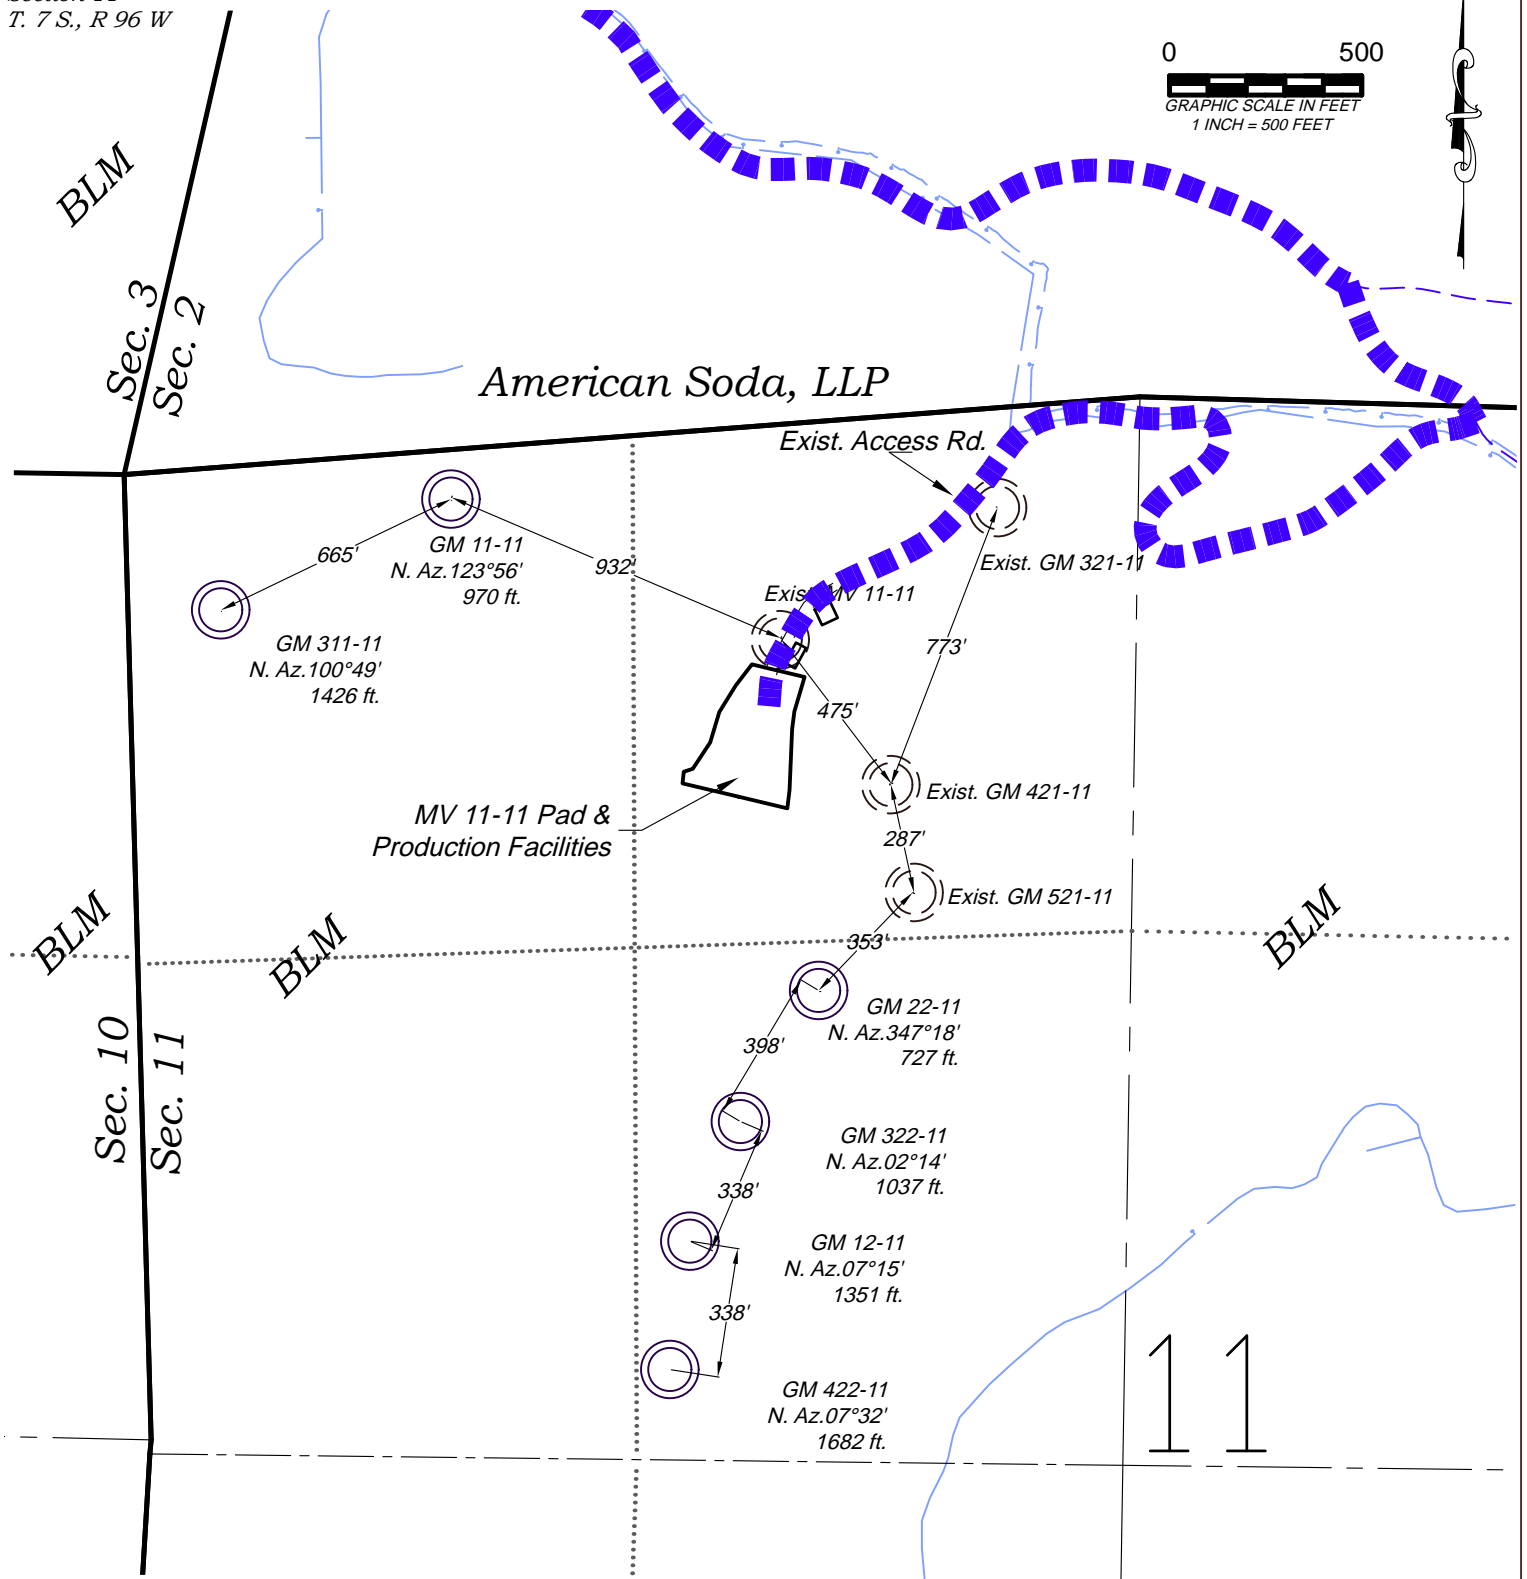 T. 7 S., R 96 W
0 500
GRAPHIC SCALE IN FEET
1 INCH = 500 FEET
BLM
Sec. 3
Sec. 2
American Soda, LLP
Exist. Access Rd.
GM 11-11
N. Az.123°56'
970 ft.
665'
932'
Exist. MV 11-11
Exist. GM 321-11
GM 311-11
N. Az.100°49'
1426 ft.
773'
475'
Exist. GM 421-11
MV 11-11 Pad &
Production Facilities
287'
Exist. GM 521-11
BLM
BLM
BLM
353'
GM 22-11
N. Az.347°18'
727 ft.
398'
Sec. 10
Sec. 11
GM 322-11
N. Az.02°14'
1037 ft.
338'
GM 12-11
N. Az.07°15'
1351 ft.
338'
GM 422-11
N. Az.07°32'
1682 ft.
11